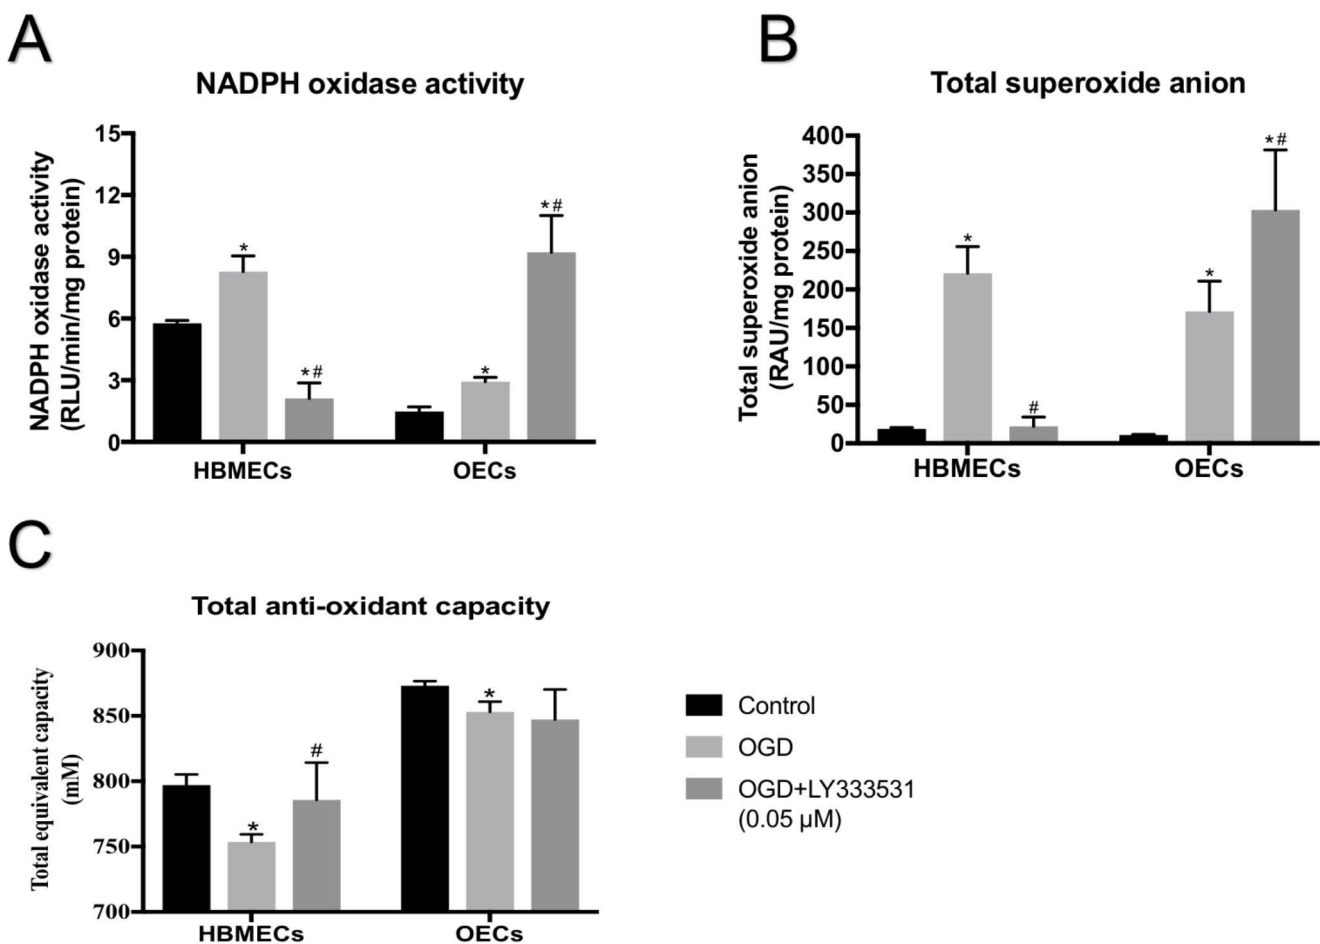 A
NADPH oxidase activity
NADPH oxidase activity
(RLU/min/mg protein)
15
12
9
6
3
0
*
*#
*
*#
HBMECs
OECs
B
Total superoxide anion
Total superoxide anion
(RAU/mg protein)
400
350
300
250
200
150
100
50
0
*
#
*
*#
HBMECs
OECs
C
Total anti-oxidant capacity
Total equivalent capacity
(mM)
900
850
800
750
700
*
#
*
HBMECs
OECs
Control
OGD
OGD+LY333531
(0.05 µM)